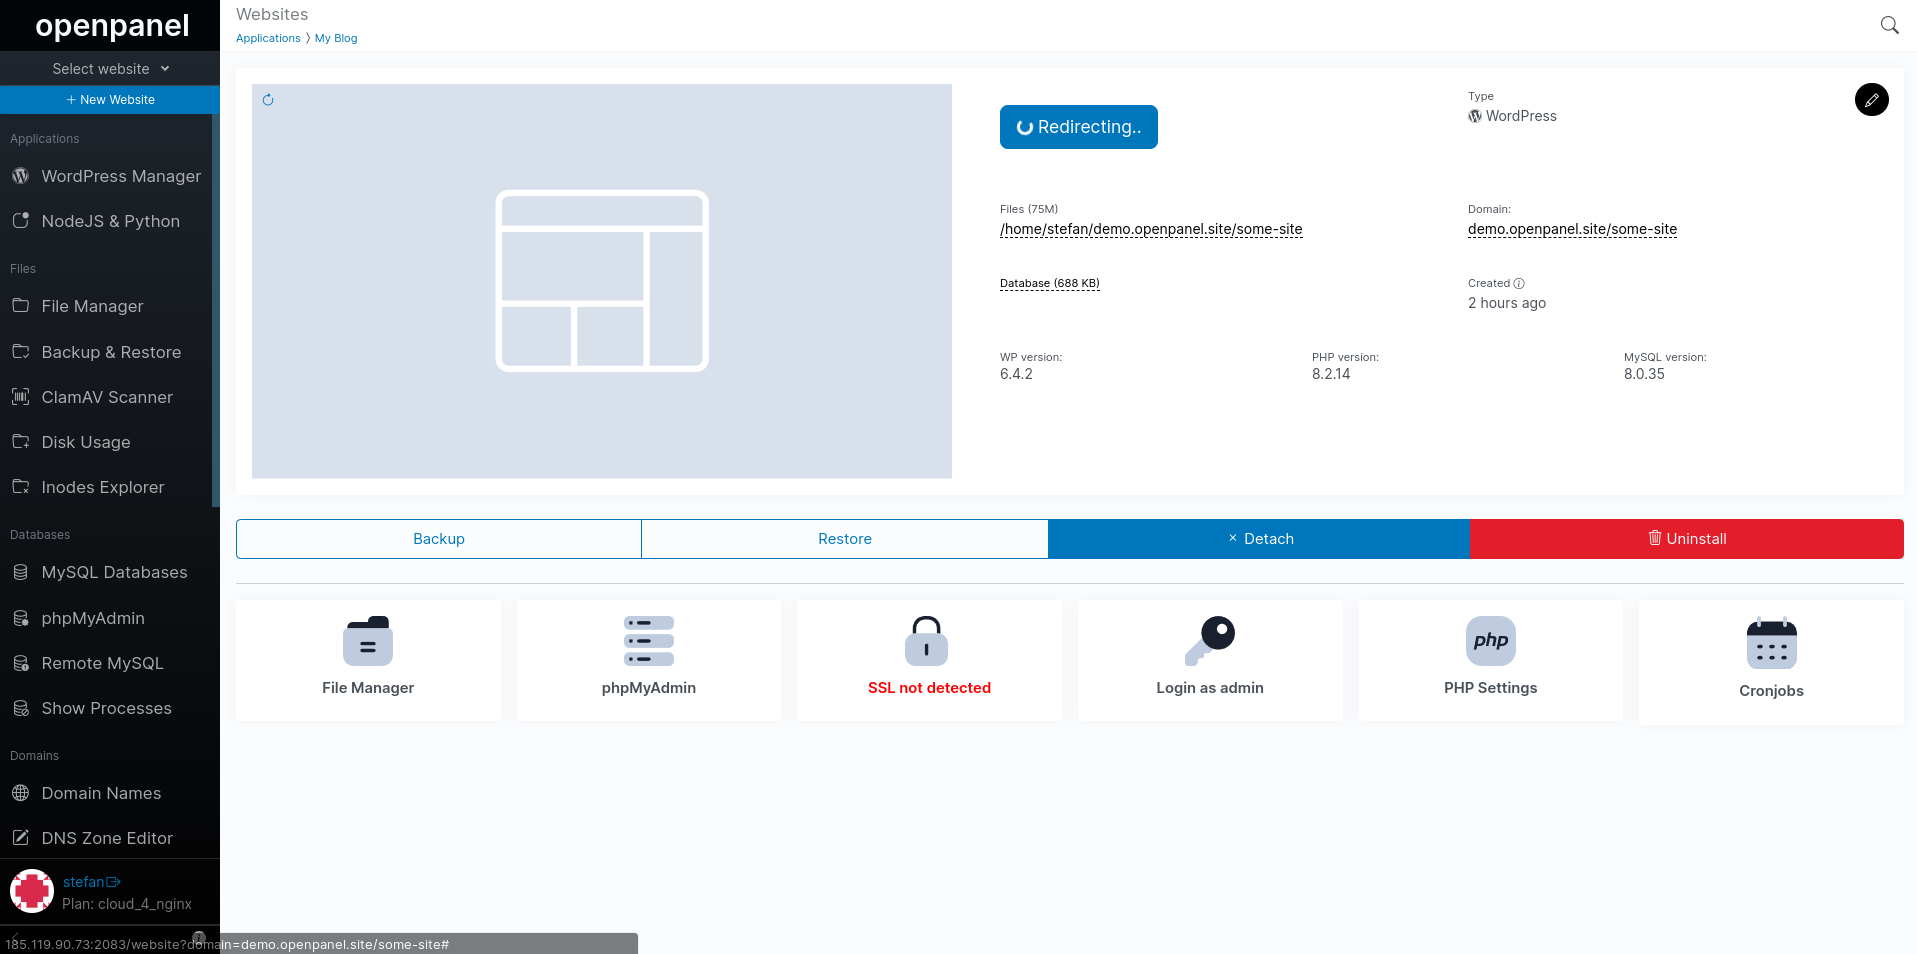 openpanel
Select website
+ New Website
Applications
WordPress Manager
NodeJS & Python
Files
File Manager
Backup & Restore
ClamAV Scanner
Disk Usage
Inodes Explorer
Databases
MySQL Databases
phpMyAdmin
Remote MySQL
Show Processes
Domains
Domain Names
DNS Zone Editor
stefan
Plan: cloud_4_nginx
185.119.90.73:2083/website?domain=demo.openpanel.site/some-site#
Websites
Applications 〉 My Blog
Redirecting..
Type
WordPress
Files (75M)
/home/stefan/demo.openpanel.site/some-site
Domain:
demo.openpanel.site/some-site
Database (688 KB)
Created
2 hours ago
WP version:
6.4.2
PHP version:
8.2.14
MySQL version:
8.0.35
Backup
Restore
× Detach
Uninstall
File Manager
phpMyAdmin
SSL not detected
Login as admin
php
PHP Settings
Cronjobs